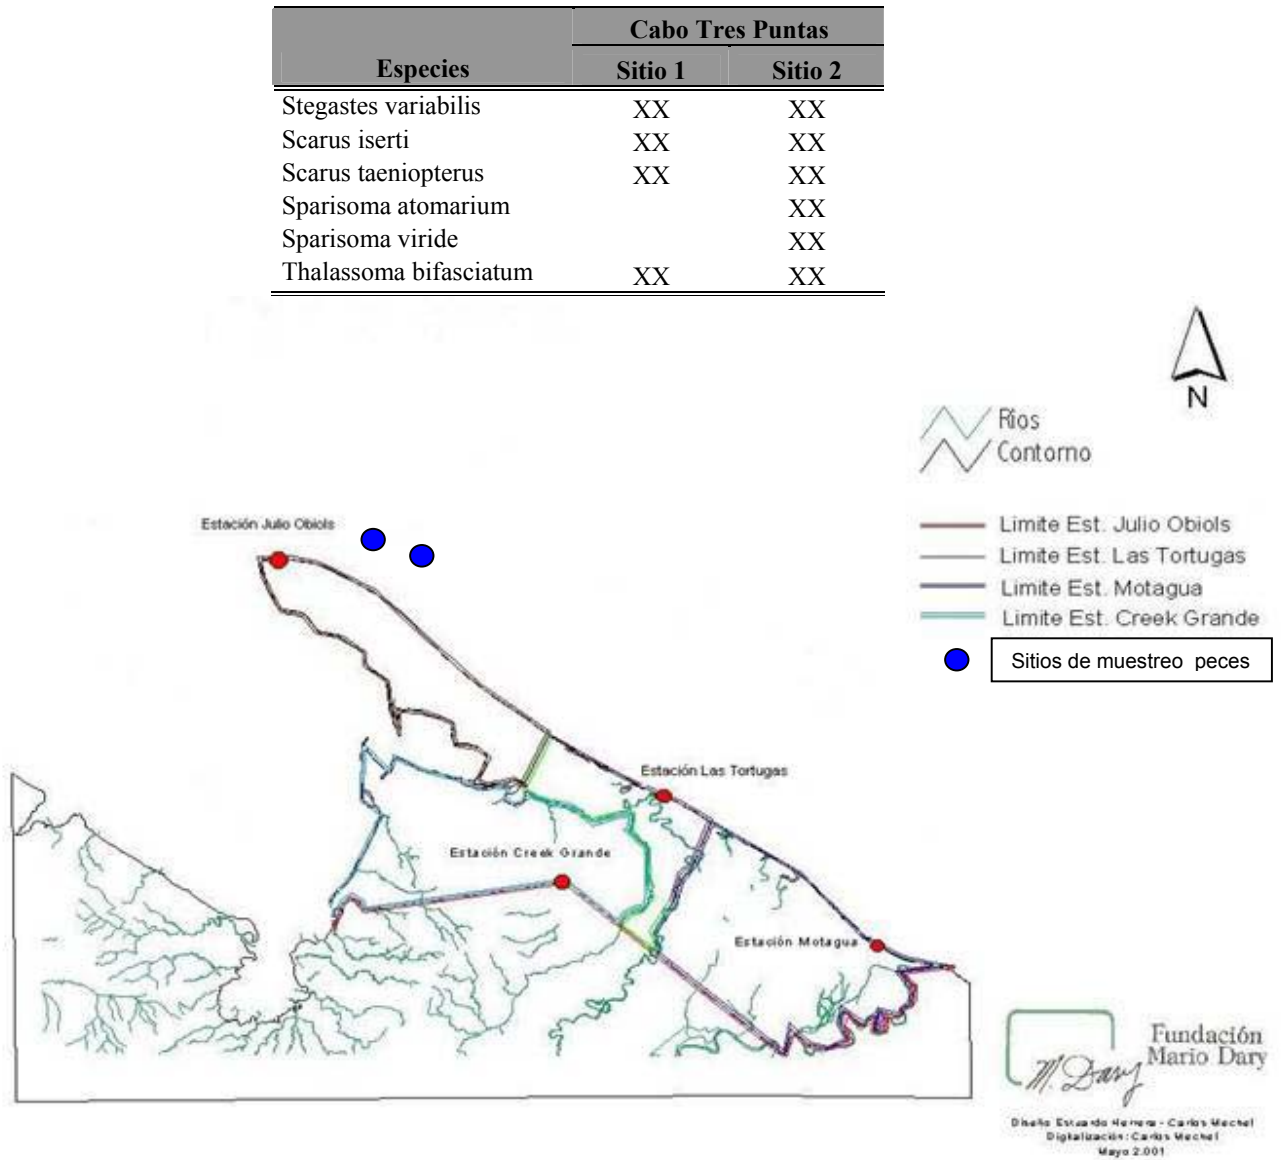 Cabo Tres Puntas
Especies Sitio 1 Sitio 2
Stegastes variabilis XX XX
Scarus iserti XX XX
Scarus taeniopterus XX XX
Sparisoma atomarium XX
Sparisoma viride XX
Thalassoma bifasciatum XX XX
N
Ríos
Contorno
Estación Julio Obiols
Limite Est. Julio Obiols
Limite Est. Las Tortugas
Limite Est. Motagua
Limite Est. Creek Grande
Sitios de muestreo peces
Estación Las Tortugas
Estación Creek Grande
Estación Motagua
M. Dary
Fundación
Mario Dary
Diseño Estuardo Herrera - Carlos Mechel
Digitalización: Carlos Mechel
Mayo 2.001